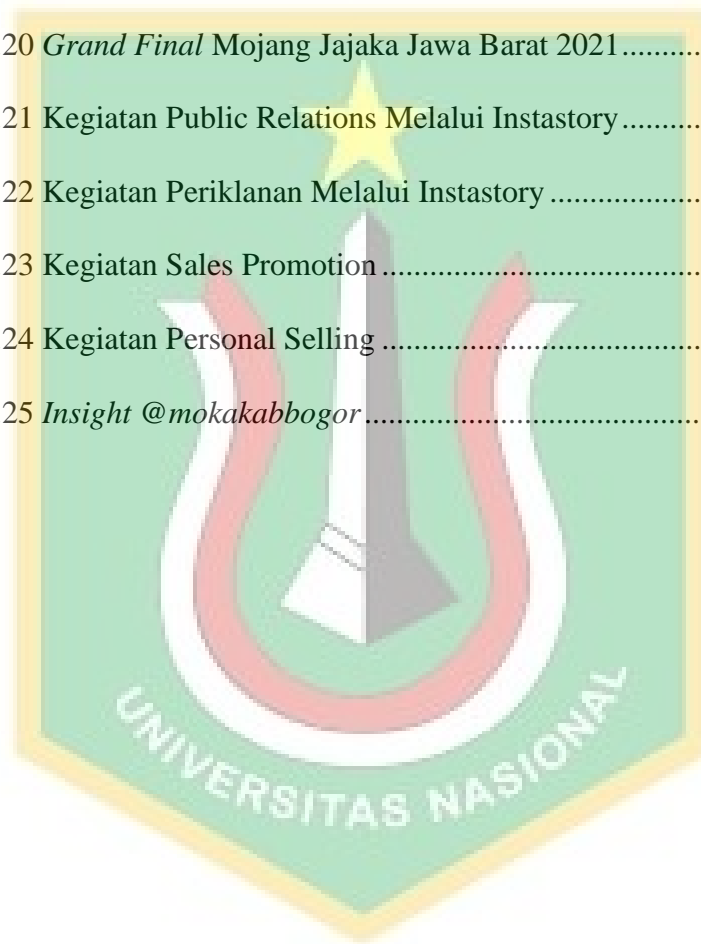 20 Grand Final Mojang Jajaka Jawa Barat 2021..........
21 Kegiatan Public Relations Melalui Instastory..........
22 Kegiatan Periklanan Melalui Instastory..................
23 Kegiatan Sales Promotion........................................
24 Kegiatan Personal Selling........................................
25 Insight @mokakabbogor..........................................
UNIVERSITAS NASIONAL